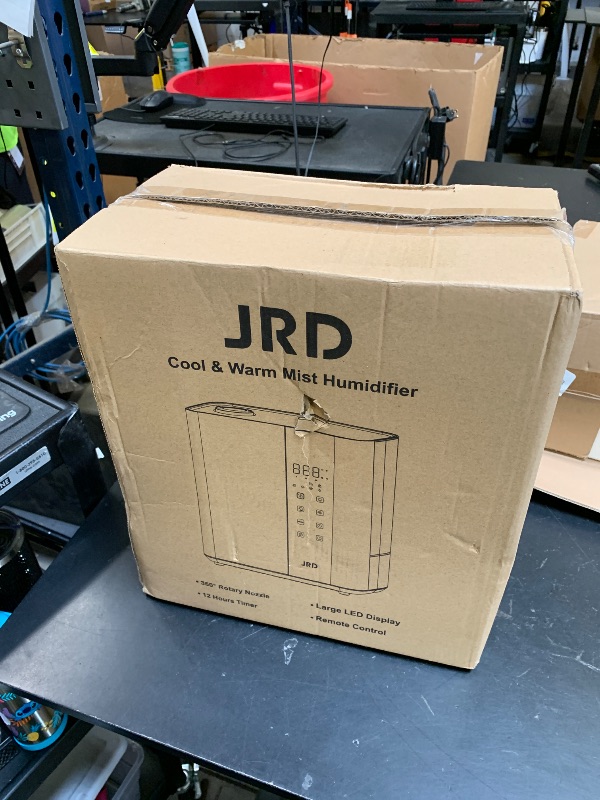 JRD
Cool & Warm Mist Humidifier
888
JRD
• 360° Rotary Nozzle
• 12 Hours Timer
• Large LED Display
• Remote Control